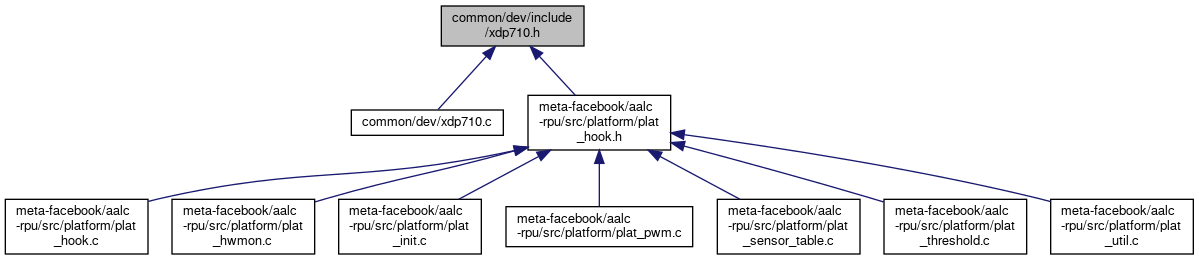 common/dev/include
/xdp710.h
common/dev/xdp710.c
meta-facebook/aalc
-rpu/src/platform/plat
_hook.h
meta-facebook/aalc
-rpu/src/platform/plat
_hook.c
meta-facebook/aalc
-rpu/src/platform/plat
_hwmon.c
meta-facebook/aalc
-rpu/src/platform/plat
_init.c
meta-facebook/aalc
-rpu/src/platform/plat_pwm.c
meta-facebook/aalc
-rpu/src/platform/plat
_sensor_table.c
meta-facebook/aalc
-rpu/src/platform/plat
_threshold.c
meta-facebook/aalc
-rpu/src/platform/plat
_util.c